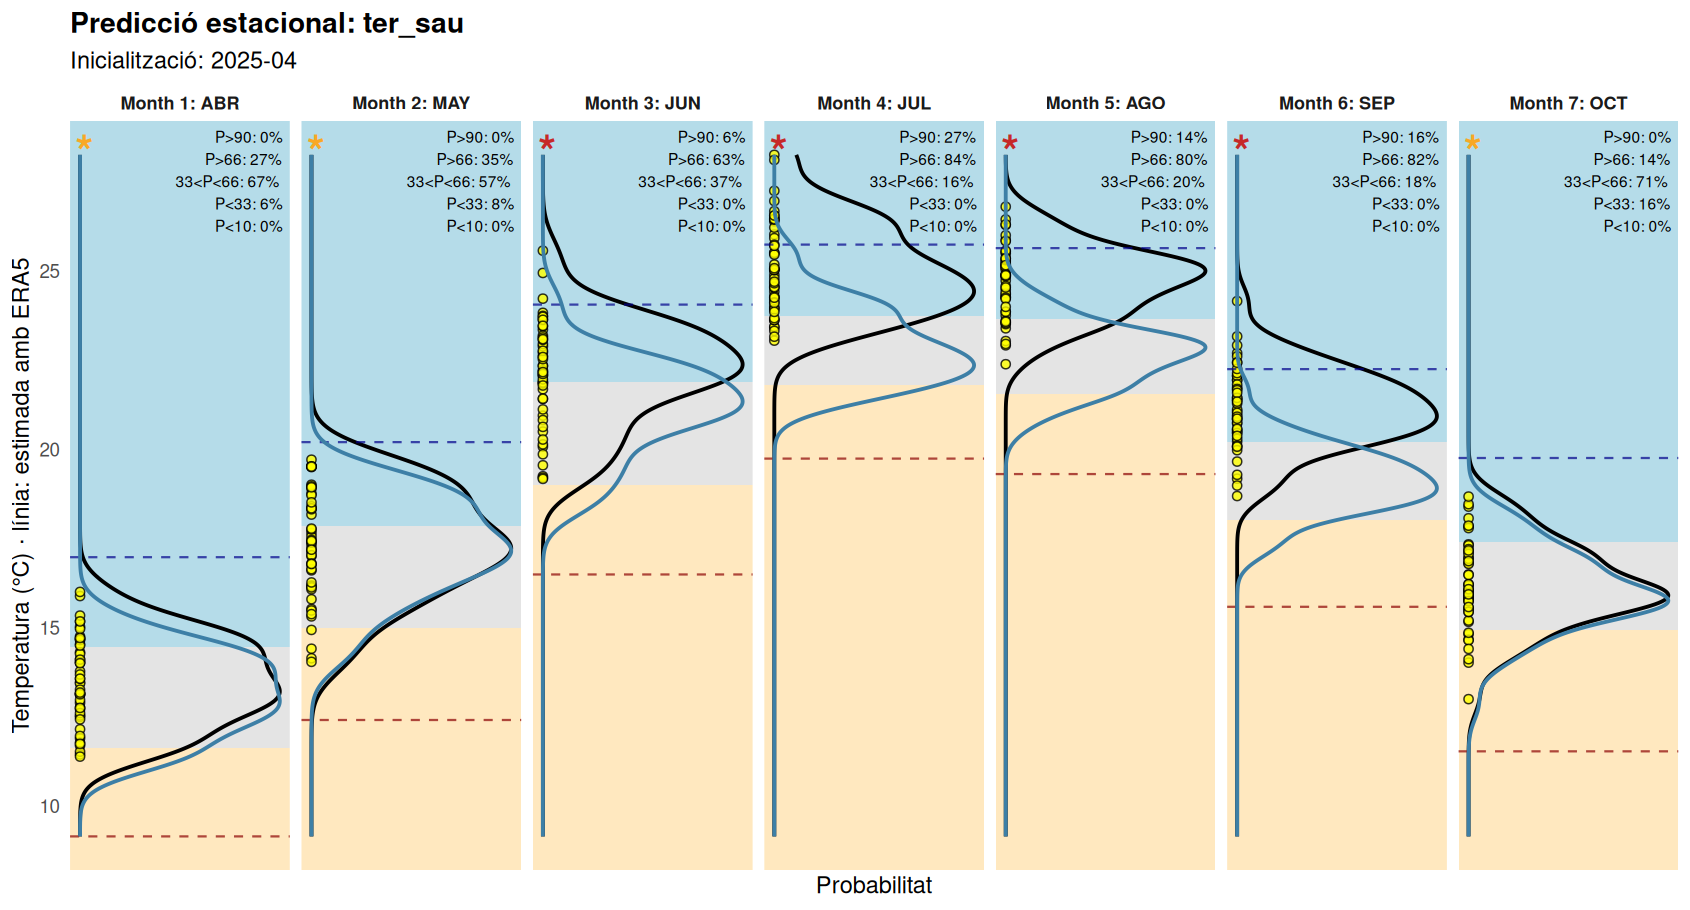 Predicció estacional: ter_sau
Inicialització: 2025-04
Month 1: ABR
P>90: 0%
P>66: 27%
33<P<66: 67%
P<33: 6%
P<10: 0%
Month 2: MAY
P>90: 0%
P>66: 35%
33<P<66: 57%
P<33: 8%
P<10: 0%
Month 3: JUN
P>90: 6%
P>66: 63%
33<P<66: 37%
P<33: 0%
P<10: 0%
Month 4: JUL
P>90: 27%
P>66: 84%
33<P<66: 16%
P<33: 0%
P<10: 0%
Month 5: AGO
P>90: 14%
P>66: 80%
33<P<66: 20%
P<33: 0%
P<10: 0%
Month 6: SEP
P>90: 16%
P>66: 82%
33<P<66: 18%
P<33: 0%
P<10: 0%
Month 7: OCT
P>90: 0%
P>66: 14%
33<P<66: 71%
P<33: 16%
P<10: 0%
Temperatura (°C) · línia: estimada amb ERA5
25
20
15
10
Probabilitat